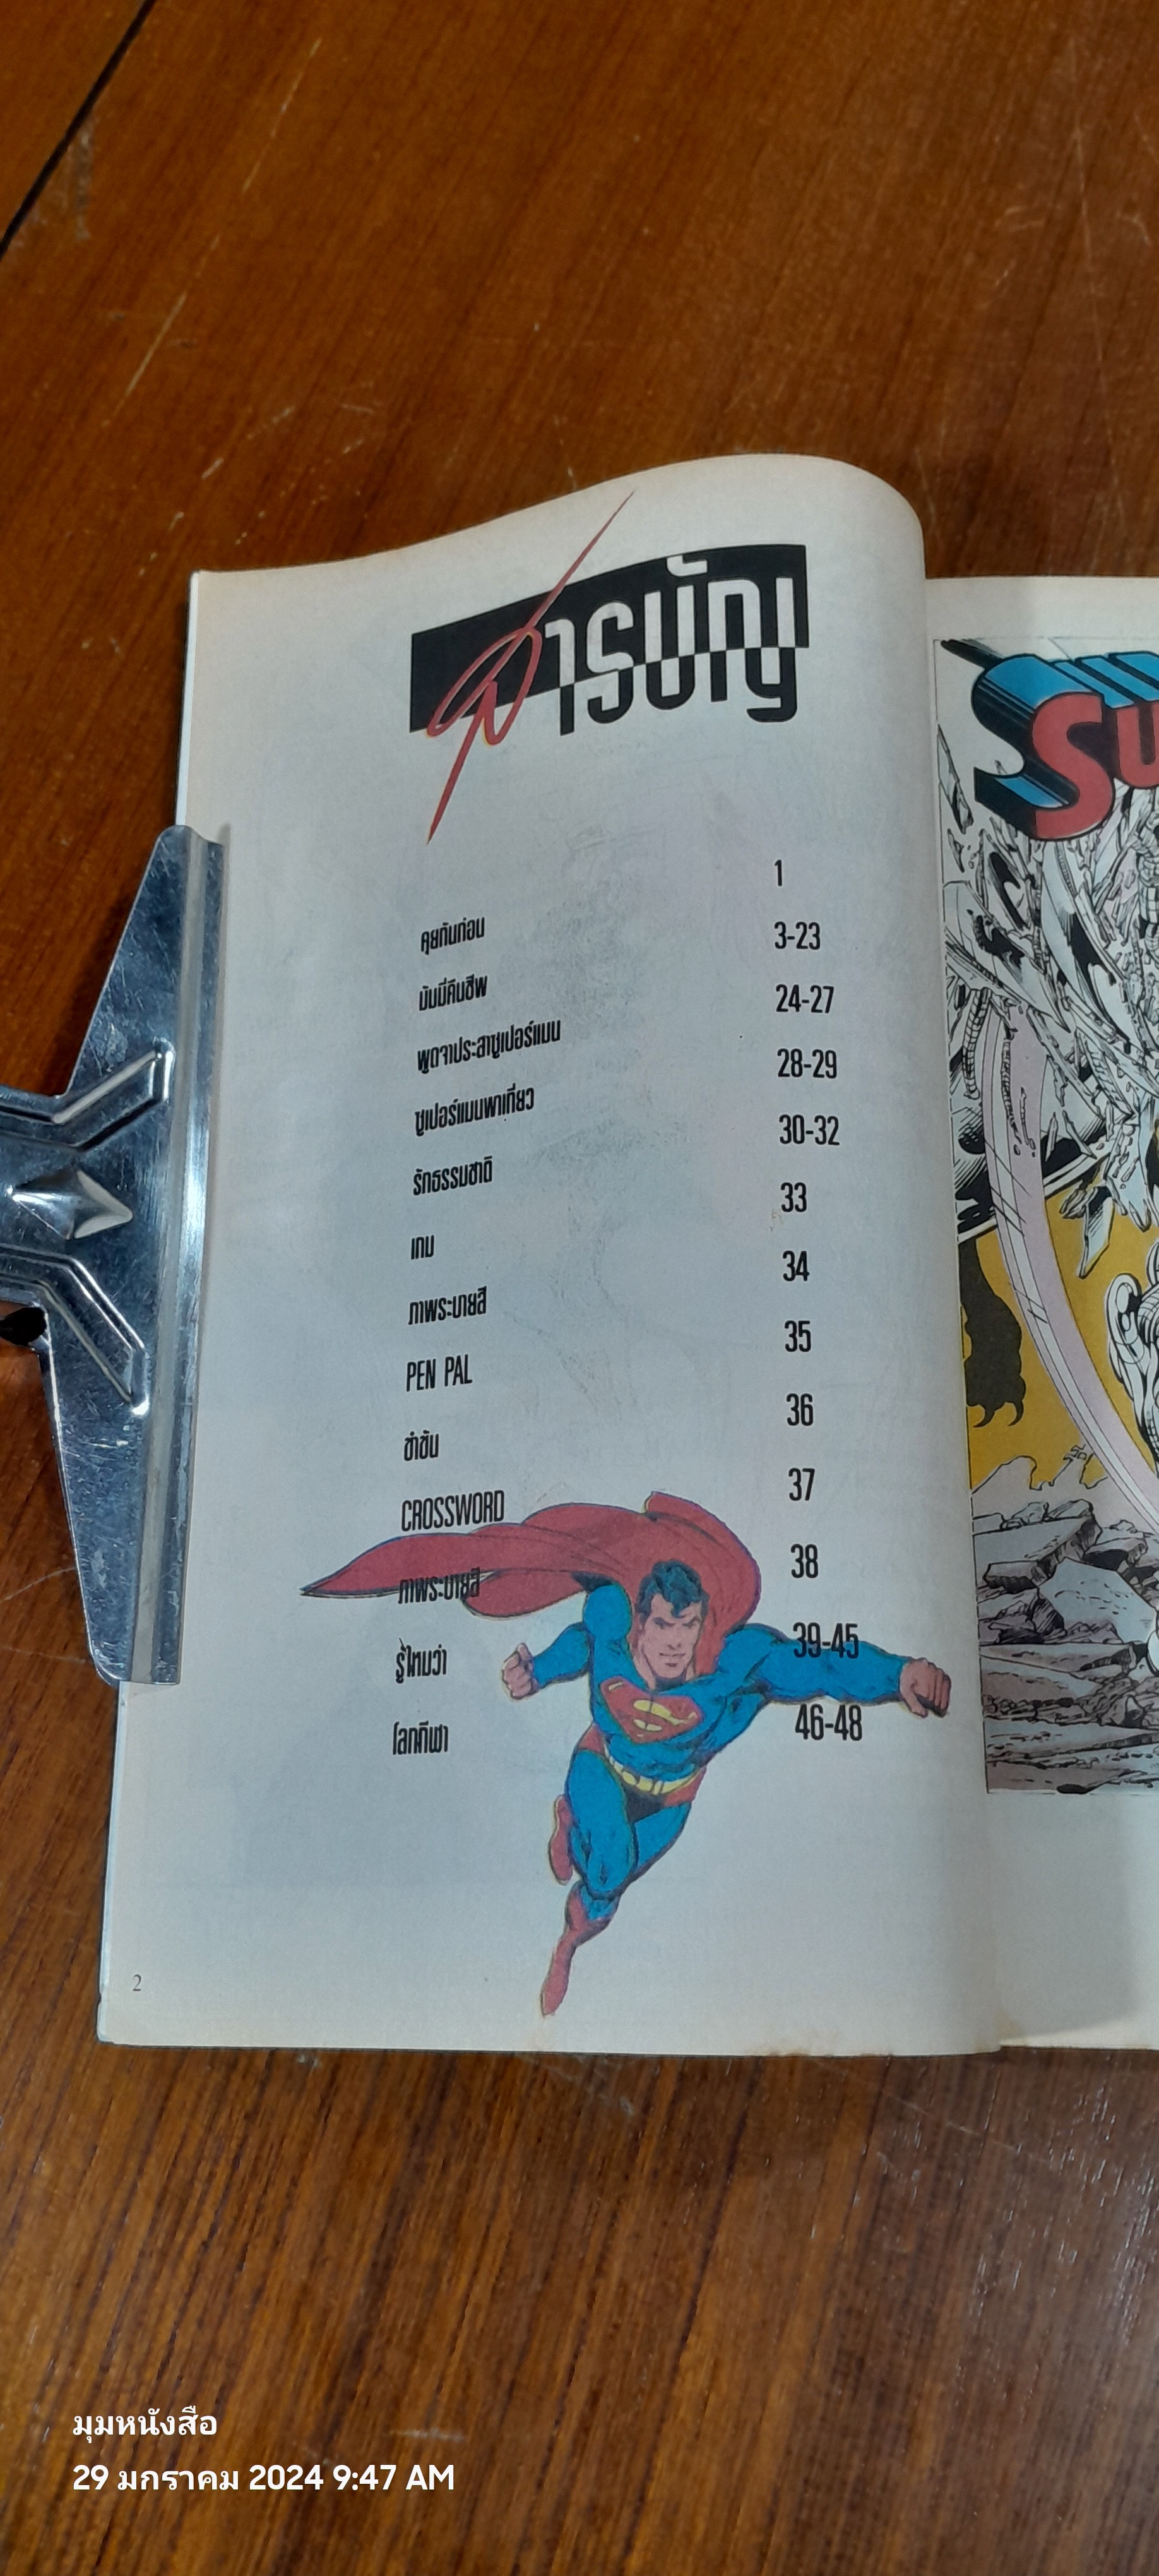 สารบัญ
คุยกันก่อน 1
มัมมี่คืนชีพ 3-23
พูดจาประสาซูเปอร์แมน 24-27
ซูเปอร์แมนพาเที่ยว 28-29
รักธรรมชาติ 30-32
เกม 33
ภาพระบายสี 34
PEN PAL 35
ขำขัน 36
CROSSWORD 37
ภาพระบายสี 38
รู้ไหมว่า 39-45
โลกกีฬา 46-48
2
SU
มุมหนังสือ
29 มกราคม 2024 9:47 AM